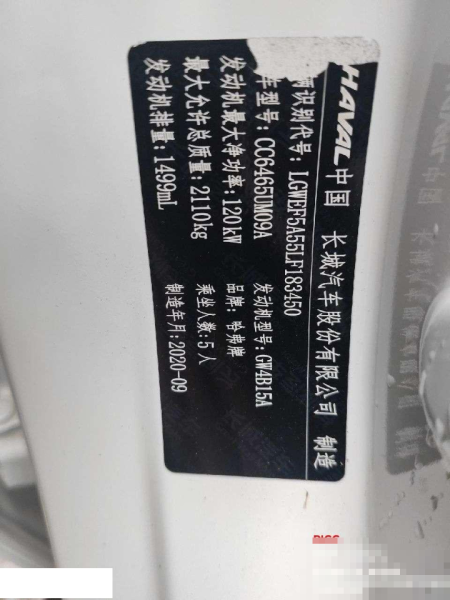 HAVAL 中国 长城汽车股份有限公司 制造
辆识别代号: LGWEF5A55LF183450
车型号: CC6465UM09A 发动机型号: GW4B15A
发动机最大净功率: 120kW 品牌: 哈弗牌
最大允许总质量: 2110kg 乘坐人数: 5人
发动机排量: 1499mL 制造年月: 2020-09
PICC